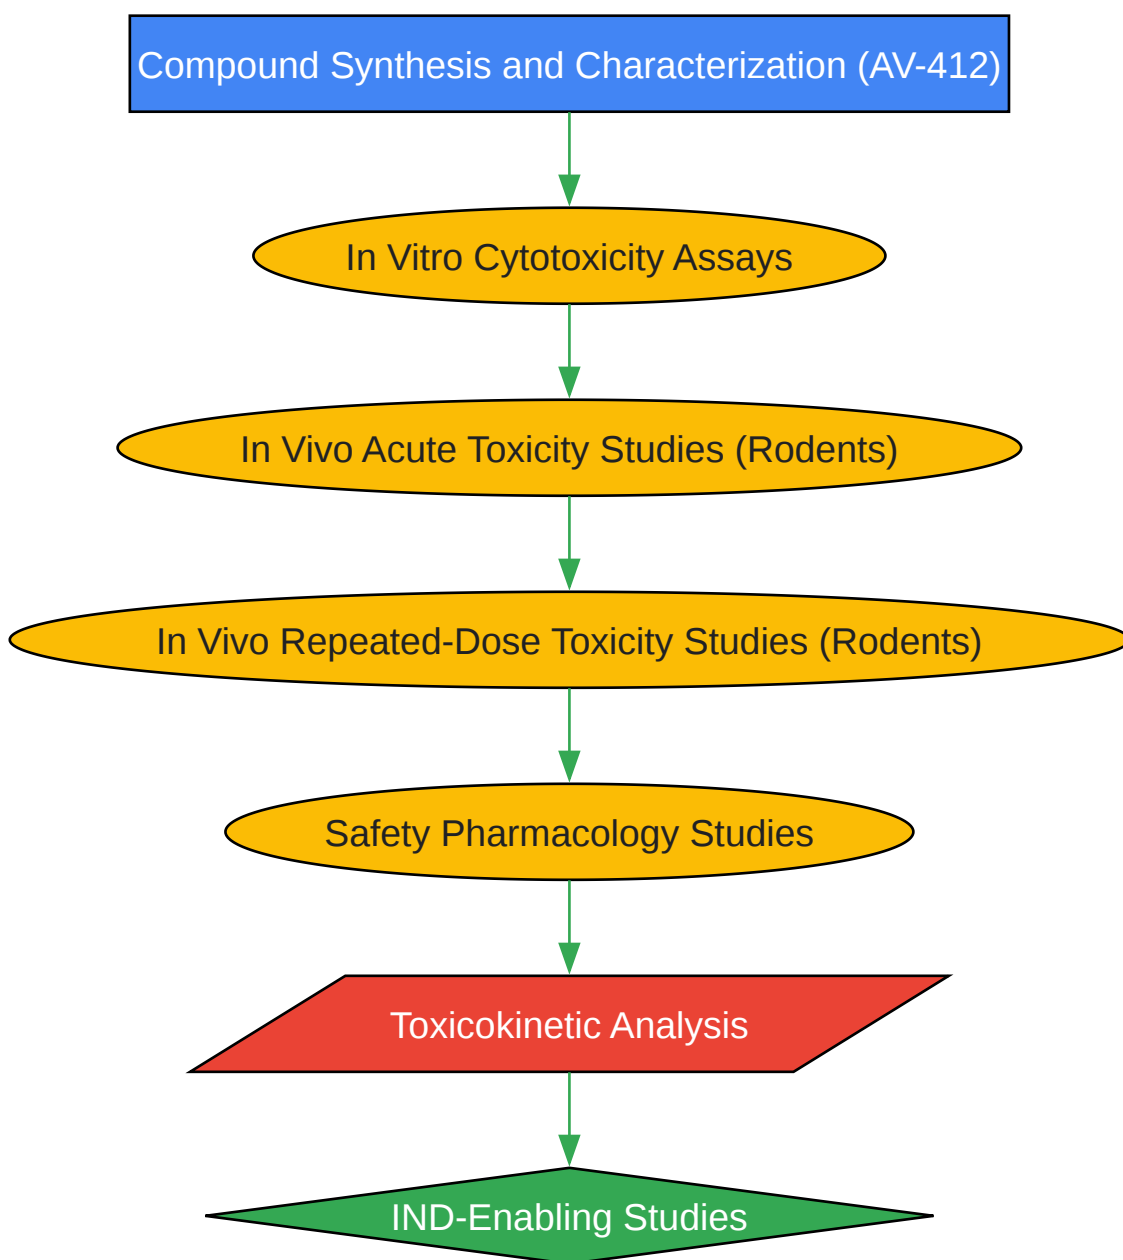 Compound Synthesis and Characterization (AV-412)
In Vitro Cytotoxicity Assays
In Vivo Acute Toxicity Studies (Rodents)
In Vivo Repeated-Dose Toxicity Studies (Rodents)
Safety Pharmacology Studies
Toxicokinetic Analysis
IND-Enabling Studies